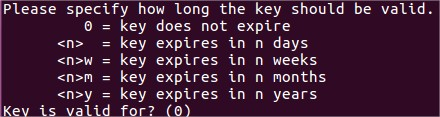 Please specify how long the key should be valid.
0 = key does not expire
<n> = key expires in n days
<n>w = key expires in n weeks
<n>m = key expires in n months
<n>y = key expires in n years
Key is valid for? (0)